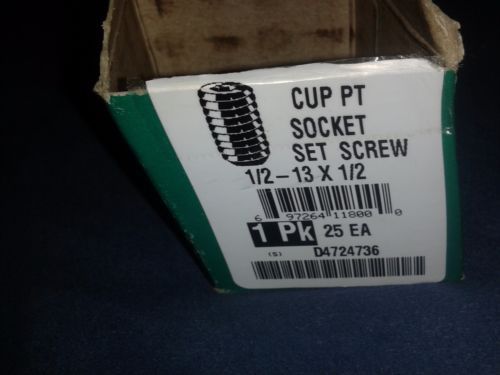 CUP PT
SOCKET
SET SCREW
1/2-13 X 1/2
6 97264 11800 0
1 Pk 25 EA
(S) D4724736